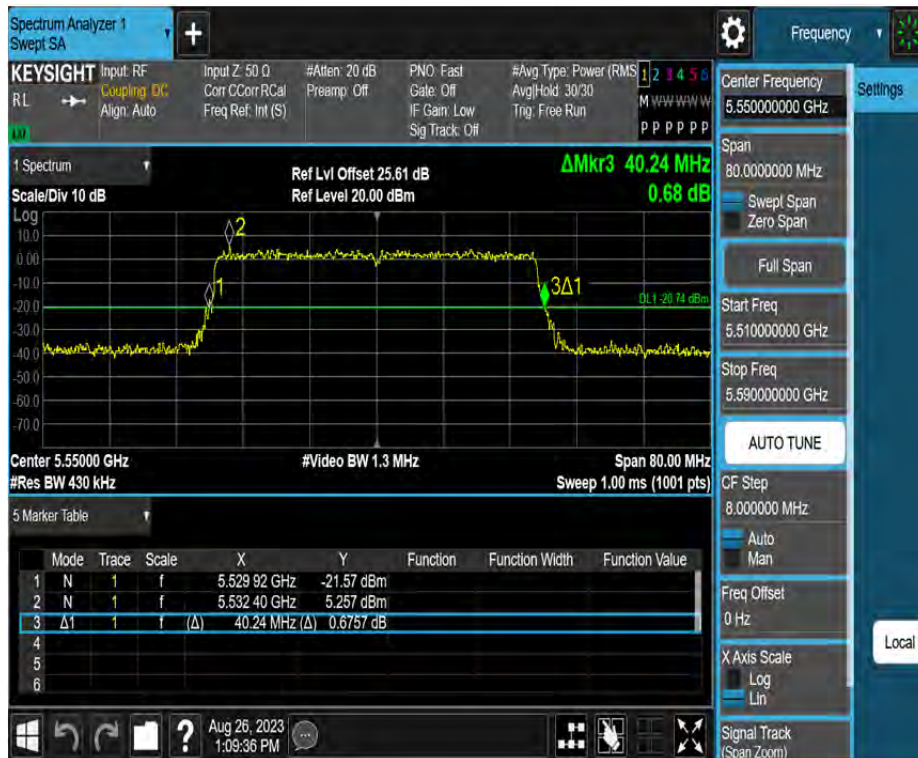 Spectrum Analyzer 1
Swept SA
+
Frequency
KEYSIGHT Input: RF Input Z: 50 Ω #Atten: 20 dB PNO: Fast #Avg Type: Power (RMS 1 2 3 4 5 6
RL Coupling: DC Corr CCorr RCal Preamp: Off Gate: Off Avg|Hold: 30/30 M W W W W W
Align: Auto Freq Ref: Int (S) IF Gain: Low Trig: Free Run
Sig Track: Off P P P P P P
LXI
Center Frequency
5.550000000 GHz
Settings
Span
80.0000000 MHz
Swept Span
Zero Span
Full Span
Start Freq
5.510000000 GHz
Stop Freq
5.590000000 GHz
AUTO TUNE
CF Step
8.000000 MHz
Auto
Man
Freq Offset
0 Hz
X Axis Scale
Log
Lin
Signal Track
(Span Zoom)
Local
1 Spectrum
Scale/Div 10 dB
Ref Lvl Offset 25.61 dB
Ref Level 20.00 dBm
ΔMkr3 40.24 MHz
0.68 dB
Log
10.0
0.00
-10.0
-20.0
-30.0
-40.0
-50.0
-60.0
-70.0
2
1
3Δ1
DL1 -20.74 dBm
Center 5.55000 GHz #Video BW 1.3 MHz Span 80.00 MHz
#Res BW 430 kHz Sweep 1.00 ms (1001 pts)
5 Marker Table
Mode Trace Scale X Y Function Function Width Function Value
1 N 1 f 5.529 92 GHz -21.57 dBm
2 N 1 f 5.532 40 GHz 5.257 dBm
3 Δ1 1 f (Δ) 40.24 MHz (Δ) 0.6757 dB
4
5
6
?
Aug 26, 2023
1:09:36 PM